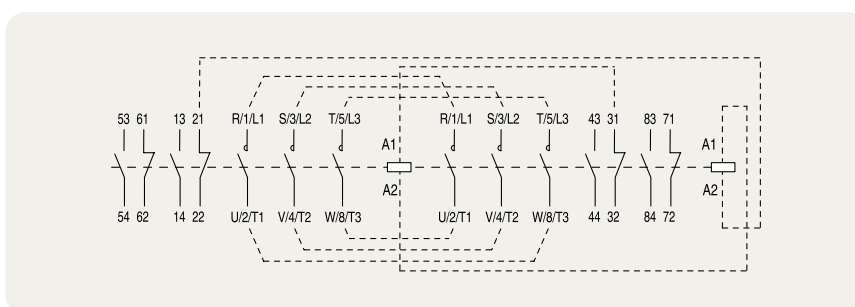 53 61 13 21 R/1/L1 S/3/L2 T/5/L3 R/1/L1 S/3/L2 T/5/L3 43 31 83 71
A1 A1
A2 A2
54 62 14 22 U/2/T1 V/4/T2 W/8/T3 U/2/T1 V/4/T2 W/8/T3 44 32 84 72